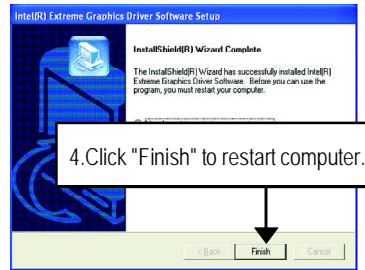 Intel(R) Extreme Graphics Driver Software Setup
InstallShield(R) Wizard Complete
The InstallShield(R) Wizard has successfully installed Intel(R)
Extreme Graphics Driver Software. Before you can use the
program, you must restart your computer.
4.Click "Finish" to restart computer.
< Back
Finish
Cancel